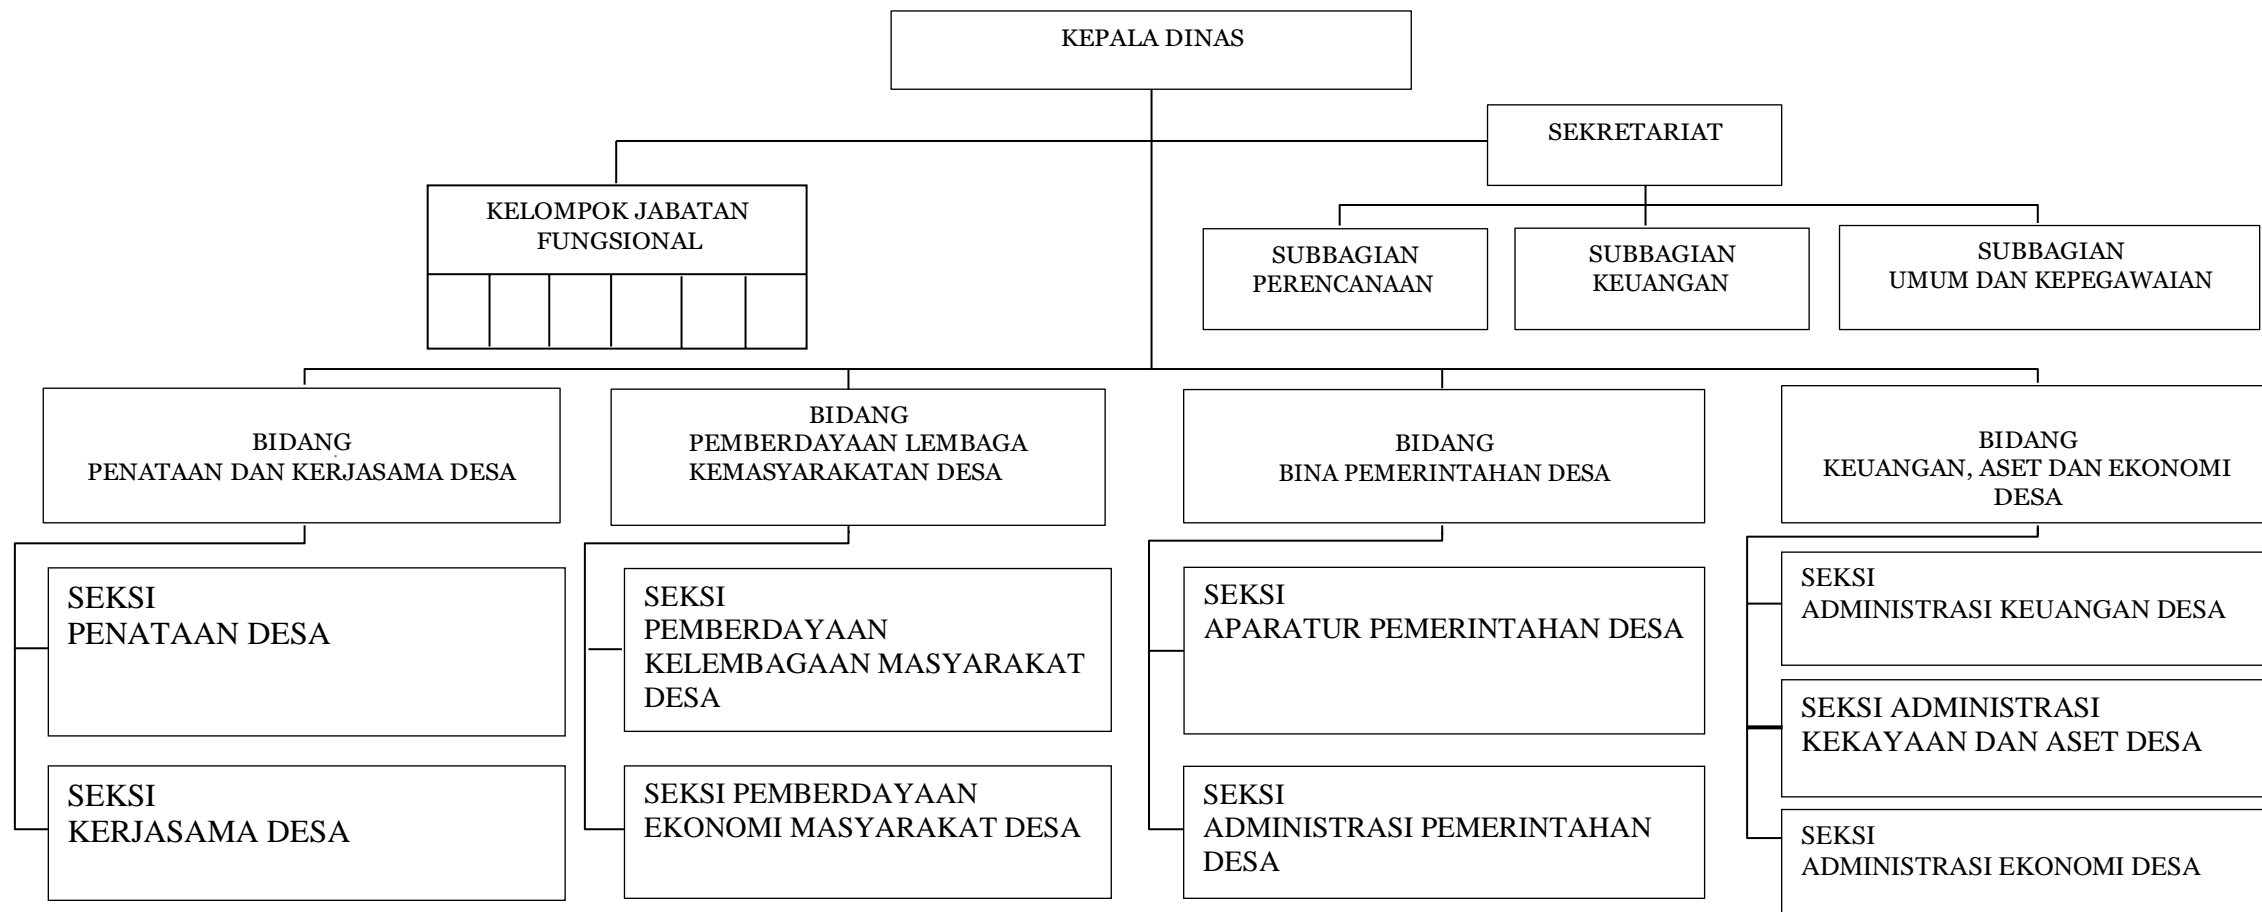 KEPALA DINAS
SEKRETARIAT
KELOMPOK JABATAN
FUNGSIONAL
SUBBAGIAN
PERENCANAAN
SUBBAGIAN
KEUANGAN
SUBBAGIAN
UMUM DAN KEPEGAWAIAN
BIDANG
PENATAAN DAN KERJASAMA DESA
BIDANG
PEMBERDAYAAN LEMBAGA
KEMASYARAKATAN DESA
BIDANG
BINA PEMERINTAHAN DESA
BIDANG
KEUANGAN, ASET DAN EKONOMI
DESA
SEKSI
PENATAAN DESA
SEKSI
KERJASAMA DESA
SEKSI
PEMBERDAYAAN
KELEMBAGAAN MASYARAKAT
DESA
SEKSI PEMBERDAYAAN
EKONOMI MASYARAKAT DESA
SEKSI
APARATUR PEMERINTAHAN DESA
SEKSI
ADMINISTRASI PEMERINTAHAN
DESA
SEKSI
ADMINISTRASI KEUANGAN DESA
SEKSI ADMINISTRASI
KEKAYAAN DAN ASET DESA
SEKSI
ADMINISTRASI EKONOMI DESA